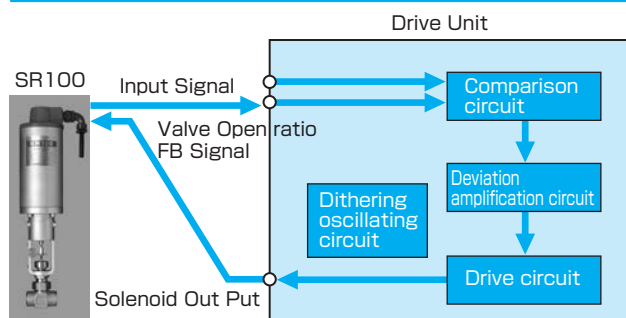 Drive Unit
SR100
Input Signal
Valve Open ratio
FB Signal
Solenoid Out Put
Comparison
circuit
Deviation
amplification circuit
Dithering
oscillating
circuit
Drive circuit